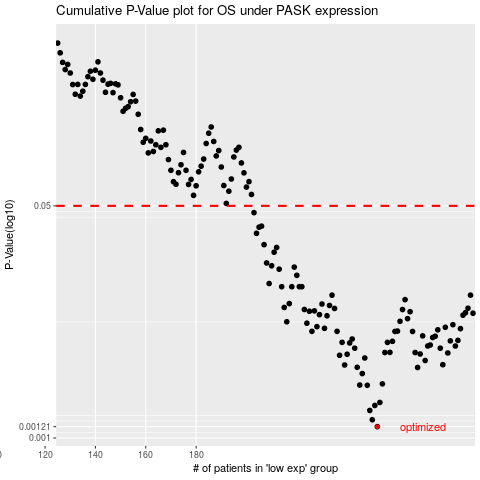 Cumulative P-Value plot for OS under PASK expression
P-Value(log10)
0.05
0.00121
0.001
optimized
0 120 140 160 180
# of patients in 'low exp' group